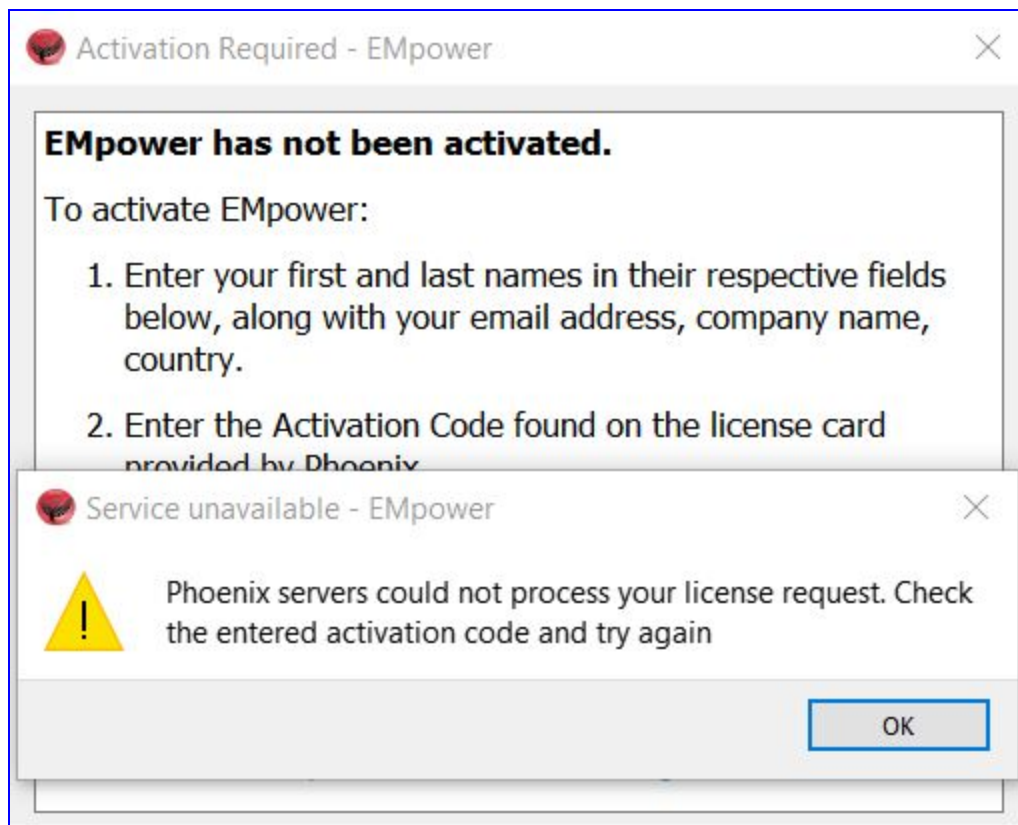 Activation Required - EMpower
EMpower has not been activated.
To activate EMpower:
1. Enter your first and last names in their respective fields
below, along with your email address, company name,
country.
2. Enter the Activation Code found on the license card
provided by Phoenix
Service unavailable - EMpower
Phoenix servers could not process your license request. Check
the entered activation code and try again
OK